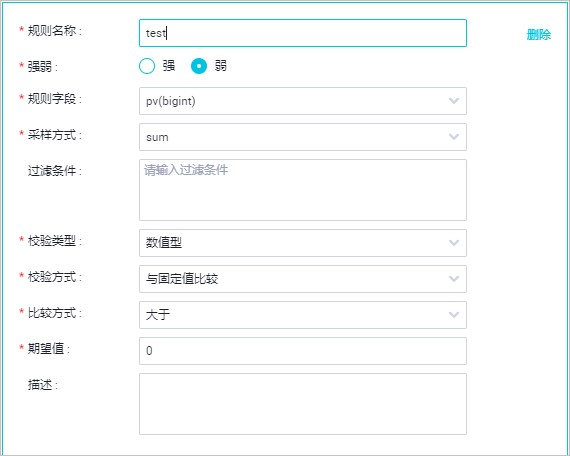 * 规则名称 : test 删除
* 强弱 : 强 弱
* 规则字段 : pv(bigint)
* 采样方式 : sum
过滤条件 : 请输入过滤条件
* 校验类型 : 数值型
* 校验方式 : 与固定值比较
* 比较方式 : 大于
* 期望值 : 0
描述 :